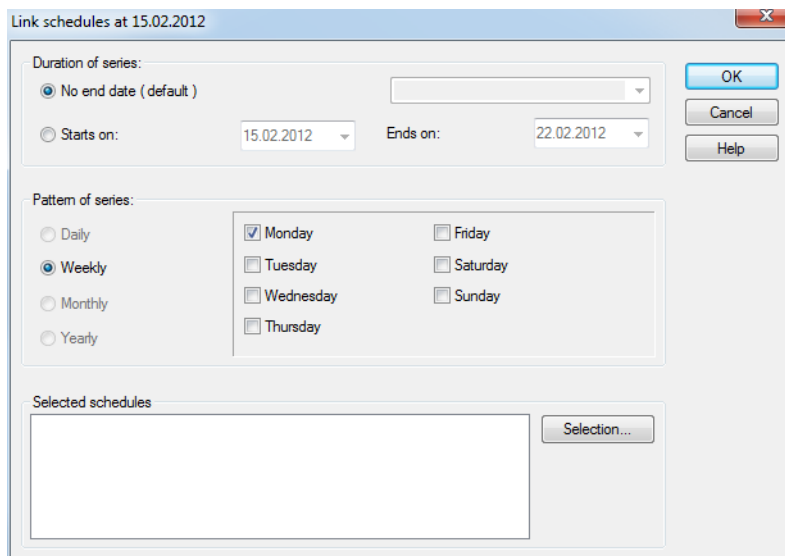 Link schedules at 15.02.2012
X
Duration of series:
No end date ( default )
Starts on:
15.02.2012
Ends on:
22.02.2012
OK
Cancel
Help
Pattern of series:
Daily
Weekly
Monthly
Yearly
Monday
Tuesday
Wednesday
Thursday
Friday
Saturday
Sunday
Selected schedules
Selection...